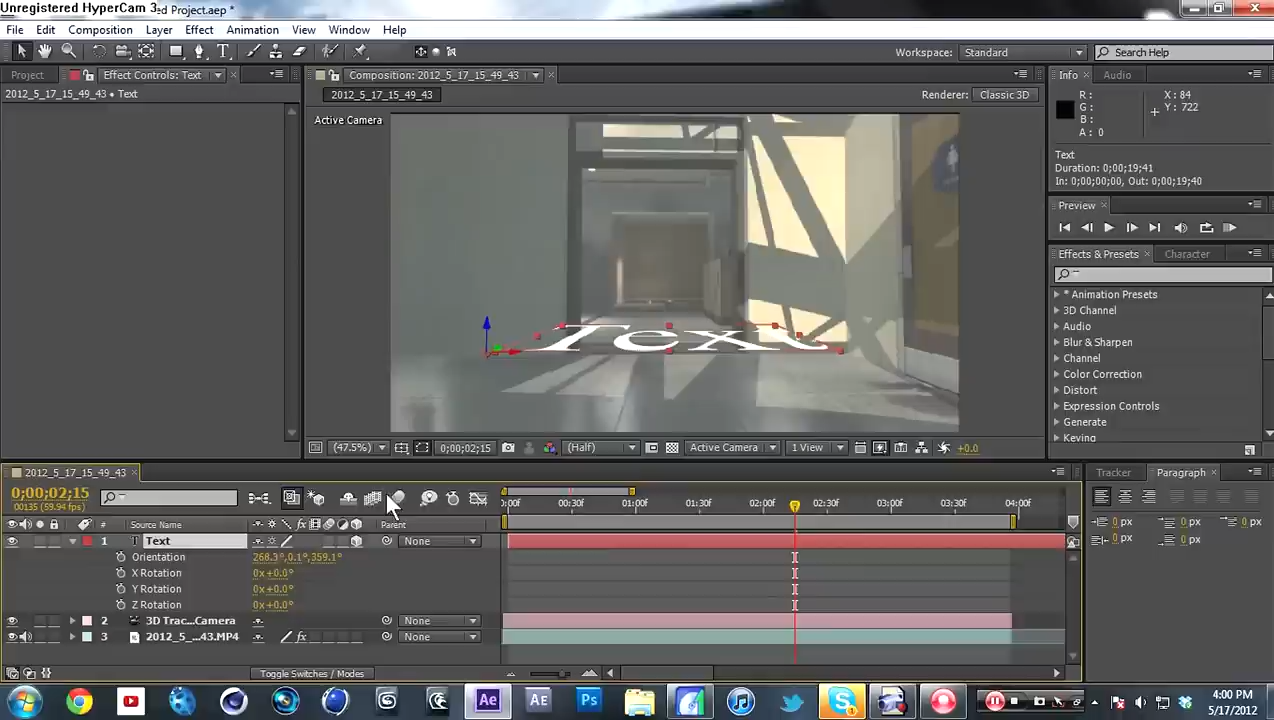 Unregistered HyperCam 3
ed Project.aep *
File Edit Composition Layer Effect Animation View Window Help
Workspace: Standard Search Help
Project Effect Controls: Text Composition: 2012_5_17_15_49_43 Info Audio
2012_5_17_15_49_43 • Text
2012_5_17_15_49_43
Renderer: Classic 3D
Active Camera
R:
G:
B:
A: 0
X: 84
Y: 722
Text
Duration: 0;00;19;41
In: 0;00;00;00, Out: 0;00;19;40
Preview
Effects & Presets Character
* Animation Presets
3D Channel
Audio
Blur & Sharpen
Channel
Color Correction
Distort
Expression Controls
Generate
Keying
Text
(47.5%) 0;00;02;15 (Half) Active Camera 1 View +0.0
2012_5_17_15_49_43
Tracker Paragraph
0;00;02;15
00135 (59.94 fps)
:00f 00:30f 01:00f 01:30f 02:00f 02:30f 03:00f 03:30f 04:00f
0 px 0 px 0 px
0 px 0 px
# Source Name Parent
1 T Text None
Orientation 268.3°,0.1°,359.1°
X Rotation 0x+0.0°
Y Rotation 0x+0.0°
Z Rotation 0x+0.0°
2 3D Trac...Camera None
3 2012_5_...43.MP4 None
Toggle Switches / Modes
4:00 PM
5/17/2012